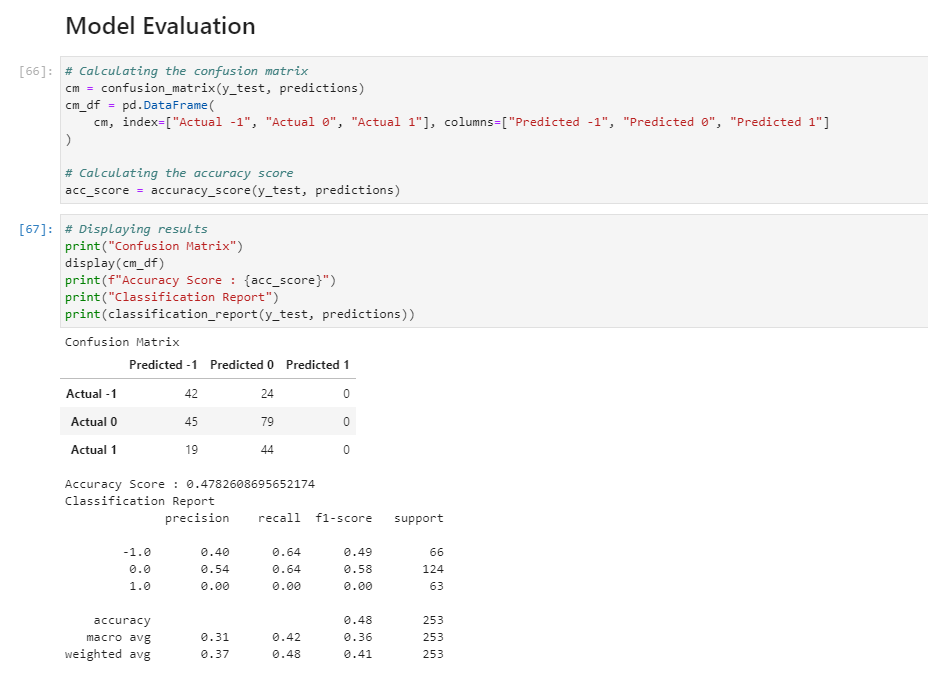 Model Evaluation
[66]: # Calculating the confusion matrix
cm = confusion_matrix(y_test, predictions)
cm_df = pd.DataFrame(
    cm, index=["Actual -1", "Actual 0", "Actual 1"], columns=["Predicted -1", "Predicted 0", "Predicted 1"]
)
# Calculating the accuracy score
acc_score = accuracy_score(y_test, predictions)
[67]: # Displaying results
print("Confusion Matrix")
display(cm_df)
print(f"Accuracy Score : {acc_score}")
print("Classification Report")
print(classification_report(y_test, predictions))
Confusion Matrix
Predicted -1 Predicted 0 Predicted 1
Actual -1 42 24 0
Actual 0 45 79 0
Actual 1 19 44 0
Accuracy Score : 0.4782608695652174
Classification Report
precision recall f1-score support
-1.0 0.40 0.64 0.49 66
0.0 0.54 0.64 0.58 124
1.0 0.00 0.00 0.00 63
accuracy 0.48 253
macro avg 0.31 0.42 0.36 253
weighted avg 0.37 0.48 0.41 253